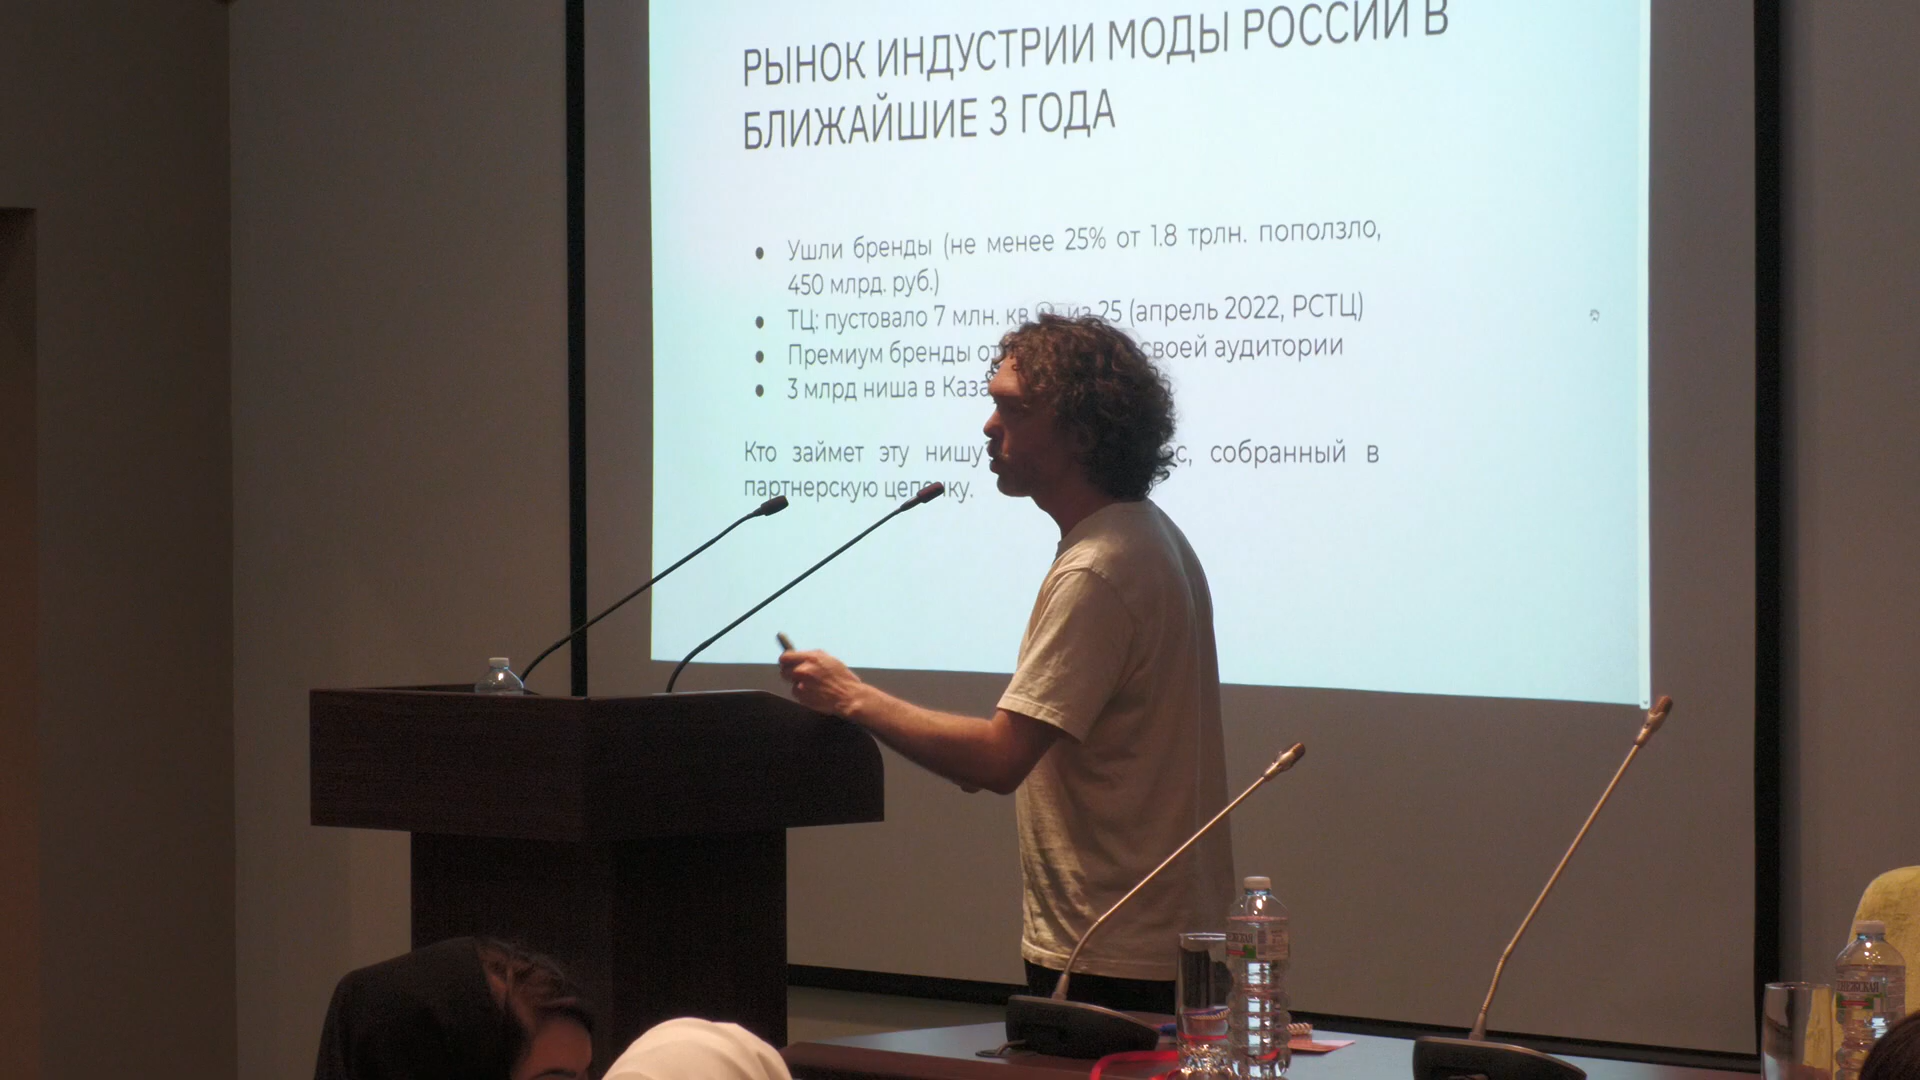 РЫНОК ИНДУСТРИИ МОДЫ РОССИИ В
БЛИЖАЙШИЕ 3 ГОДА
● Ушли бренды (не менее 25% от 1.8 трлн. поползло,
450 млрд. руб.)
● ТЦ: пустовало 7 млн. кв из 25 (апрель 2022, РСТЦ)
● Премиум бренды своей аудитории
● 3 млрд ниша в
Кто займет эту нишу собранный в
партнерскую цепочку.